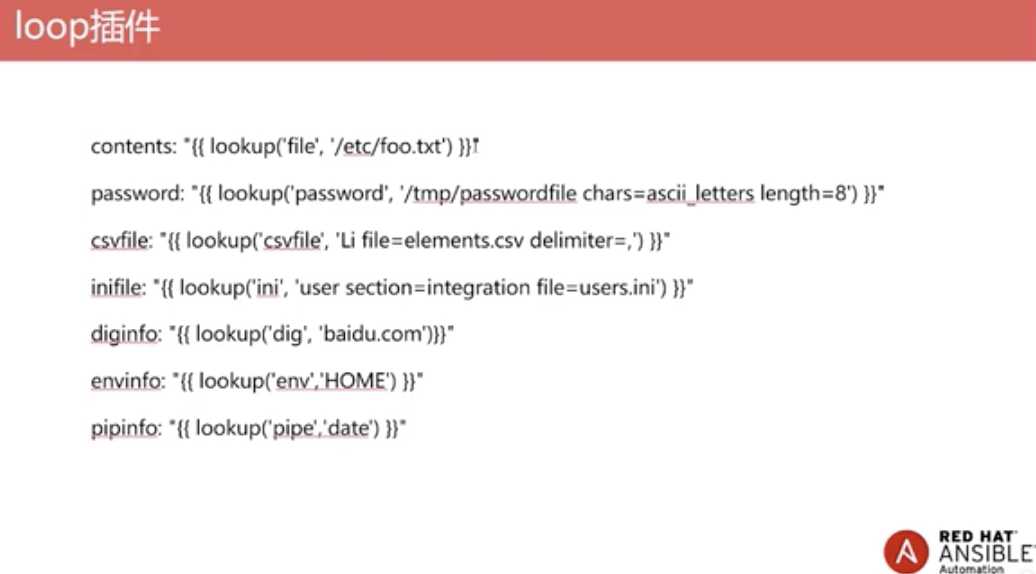 loop插件
contents: "{{ lookup('file', '/etc/foo.txt') }}"
password: "{{ lookup('password', '/tmp/passwordfile chars=ascii_letters length=8') }}"
csvfile: "{{ lookup('csvfile', 'Li file=elements.csv delimiter=,') }}"
inifile: "{{ lookup('ini', 'user section=integration file=users.ini') }}"
diginfo: "{{ lookup('dig', 'baidu.com')}}"
envinfo: "{{ lookup('env','HOME') }}"
pipinfo: "{{ lookup('pipe','date') }}"
RED HAT
ANSIBLE
Automation